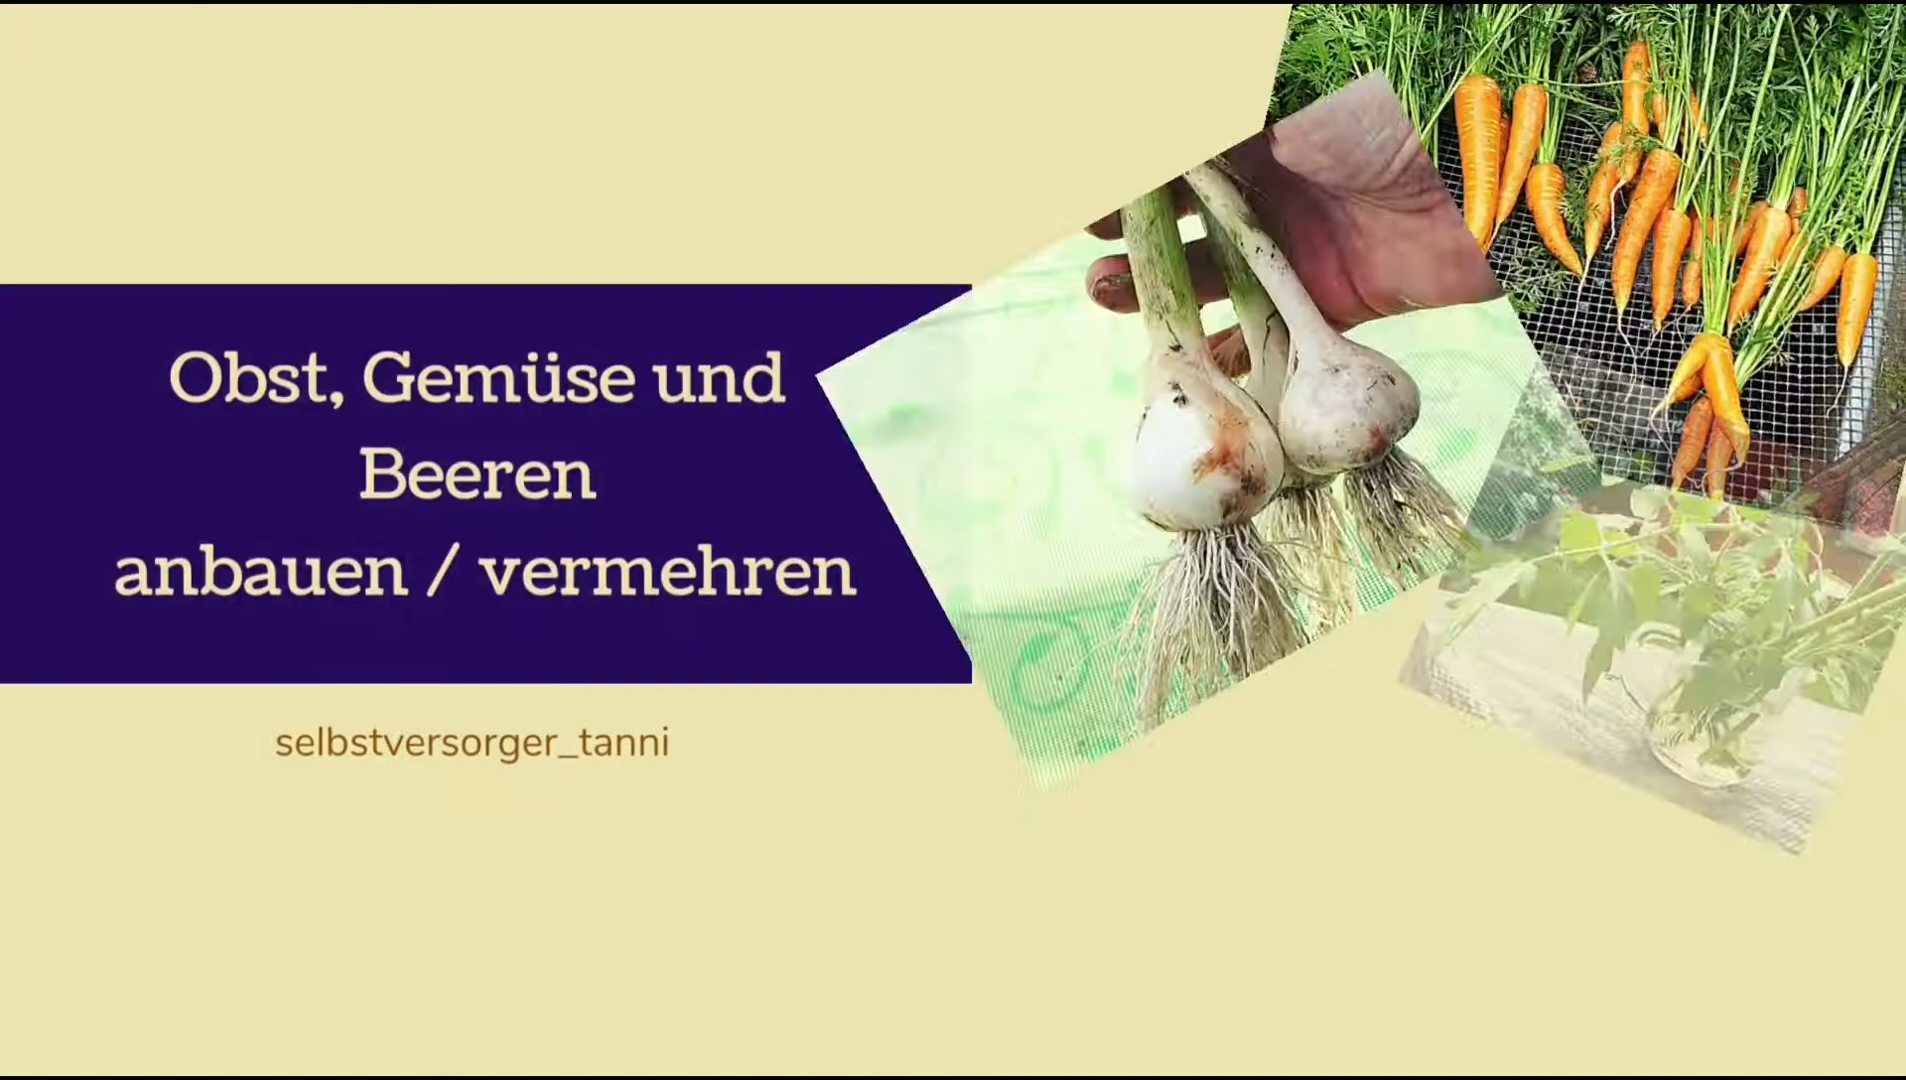 Obst, Gemüse und
Beeren
anbauen / vermehren
selbstversorger_tanni